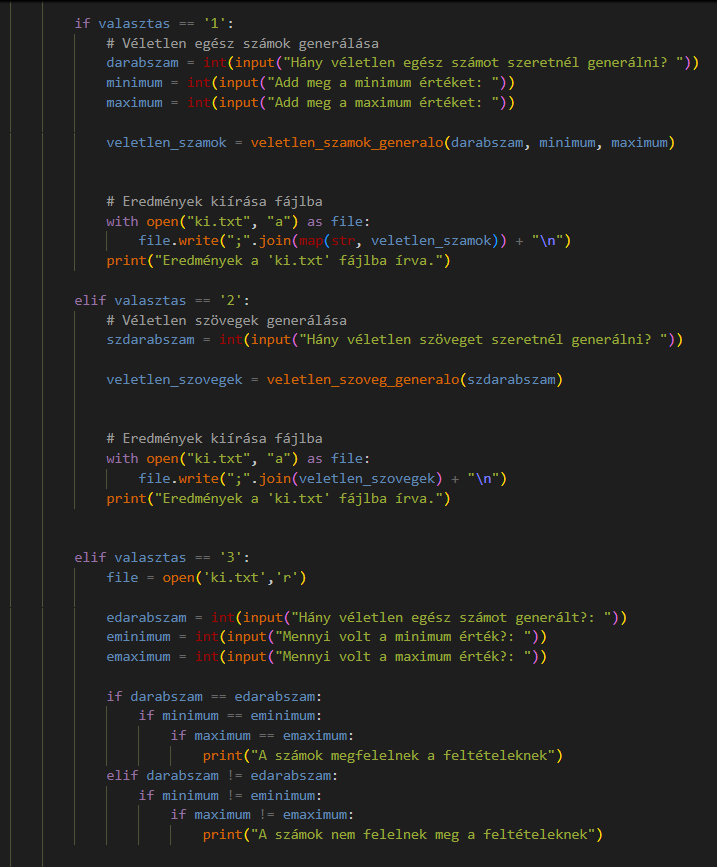 if valastas == '1':
# Véletlen egész számok generálása
darabszam = int(input("Hány véletlen egész számot szeretnél generálni? "))
minimum = int(input("Add meg a minimum értéket: "))
maximum = int(input("Add meg a maximum értéket: "))
veletlen_szamok = veletlen_szamok_generalo(darabszam, minimum, maximum)
# Eredmények kiírása fájlba
with open("ki.txt", "a") as file:
file.write(";".join(map(str, veletlen_szamok)) + "\n")
print("Eredmények a 'ki.txt' fájlba írva.")
elif valasztas == '2':
# Véletlen szövegek generálása
szdarabszam = int(input("Hány véletlen szöveget szeretnél generálni? "))
veletlen_szovegek = veletlen_szoveg_generalo(szdarabszam)
# Eredmények kiírása fájlba
with open("ki.txt", "a") as file:
file.write(";".join(veletlen_szovegek) + "\n")
print("Eredmények a 'ki.txt' fájlba írva.")
elif valasztas == '3':
file = open('ki.txt','r')
edarabszam = int(input("Hány véletlen egész számot generált?: "))
eminimum = int(input("Mennyi volt a minimum érték?: "))
emaximum = int(input("Mennyi volt a maximum érték?: "))
if darabszam == edarabszam:
if minimum == eminimum:
if maximum == emaximum:
print("A számok megfelelnek a feltételeknek")
elif darabszam != edarabszam:
if minimum != eminimum:
if maximum != emaximum:
print("A számok nem felelnek meg a feltételeknek")